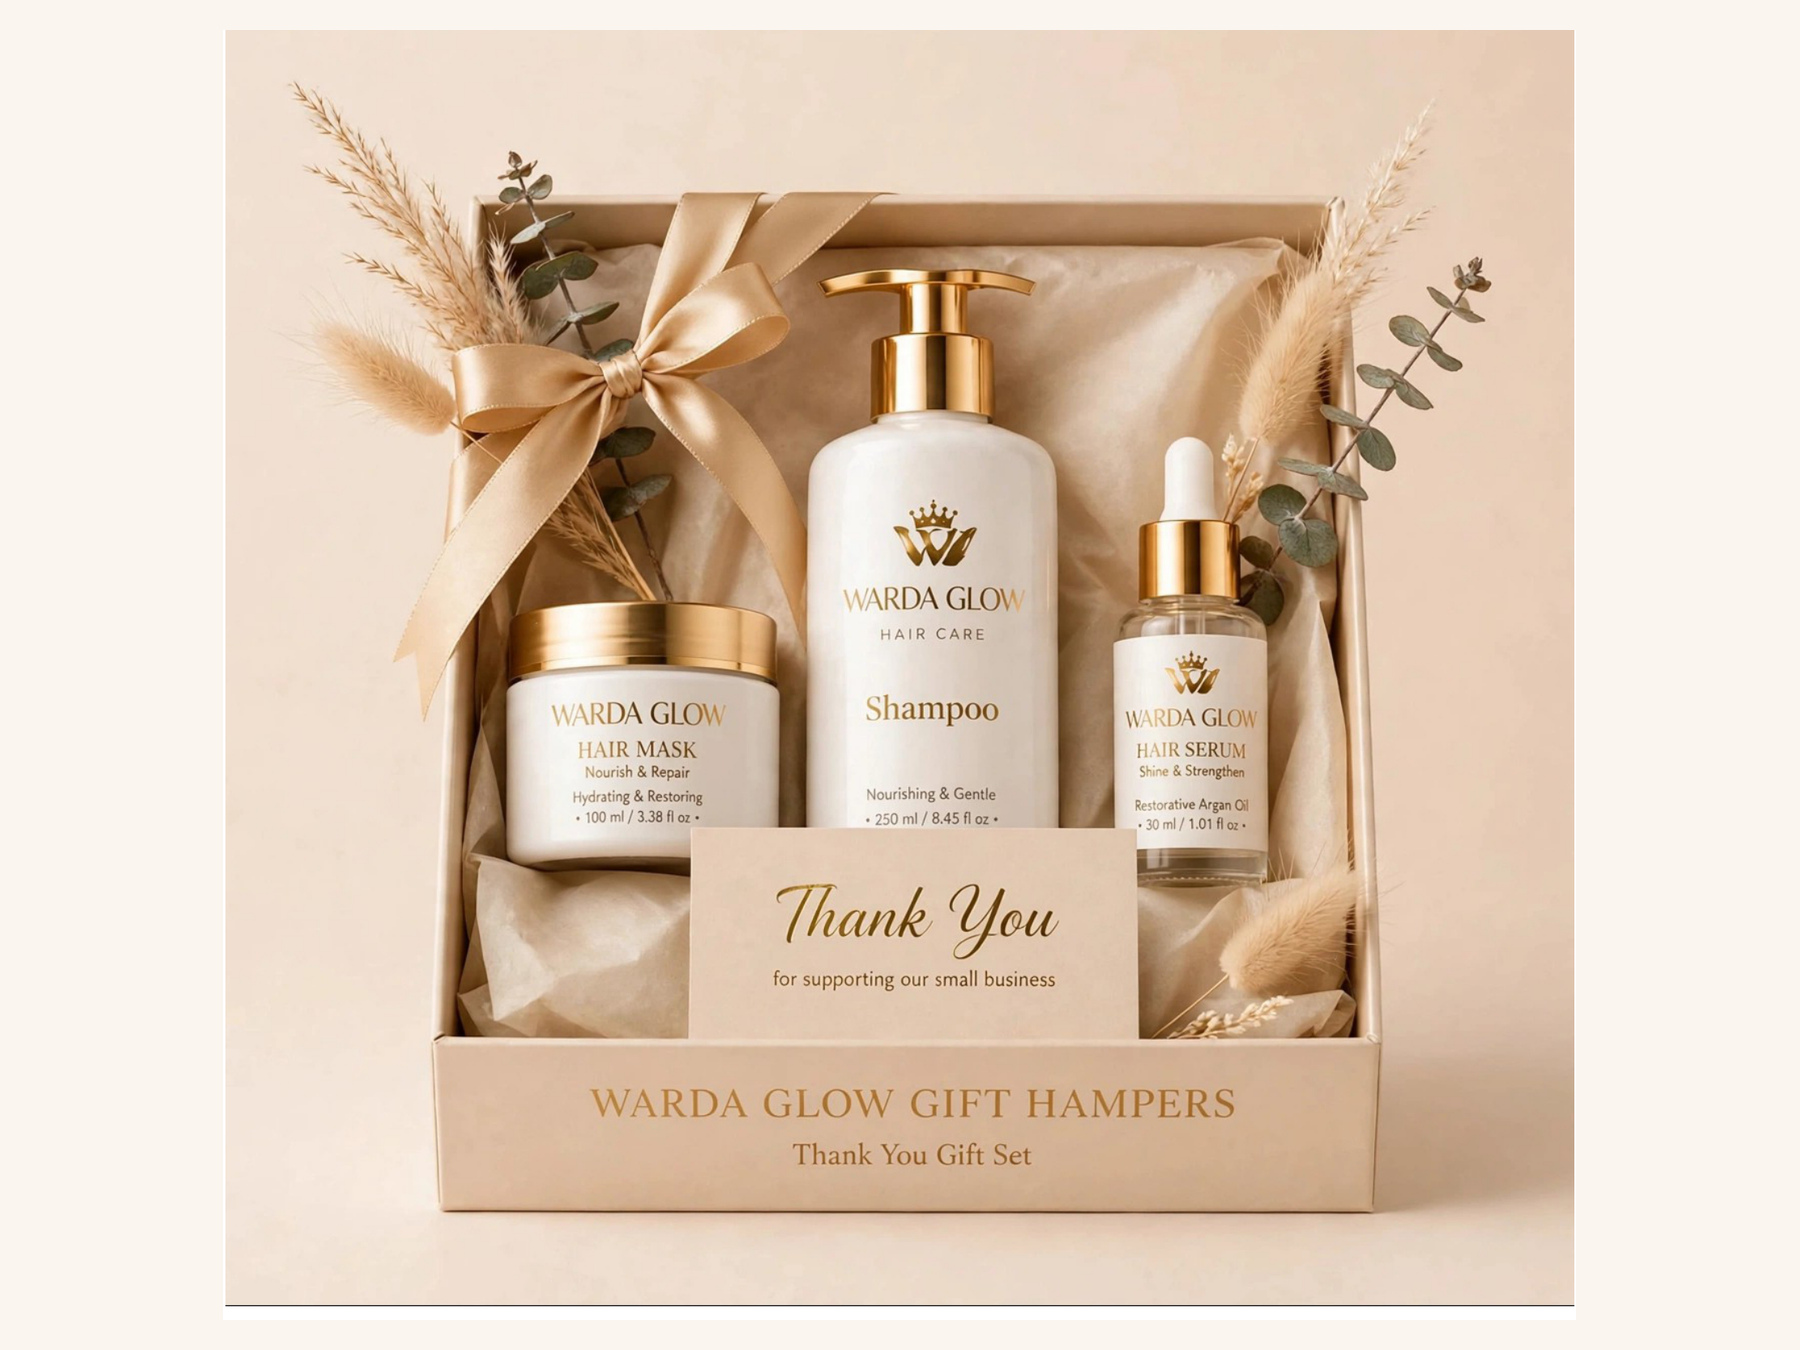 WARDA GLOW
HAIR CARE
Shampoo
Nourishing & Gentle
• 250 ml / 8.45 fl oz •
WARDA GLOW
HAIR MASK
Nourish & Repair
Hydrating & Restoring
• 100 ml / 3.38 fl oz •
WARDA GLOW
HAIR SERUM
Shine & Strengthen
Restorative Argan Oil
• 30 ml / 1.01 fl oz •
Thank You
for supporting our small business
WARDA GLOW GIFT HAMPERS
Thank You Gift Set